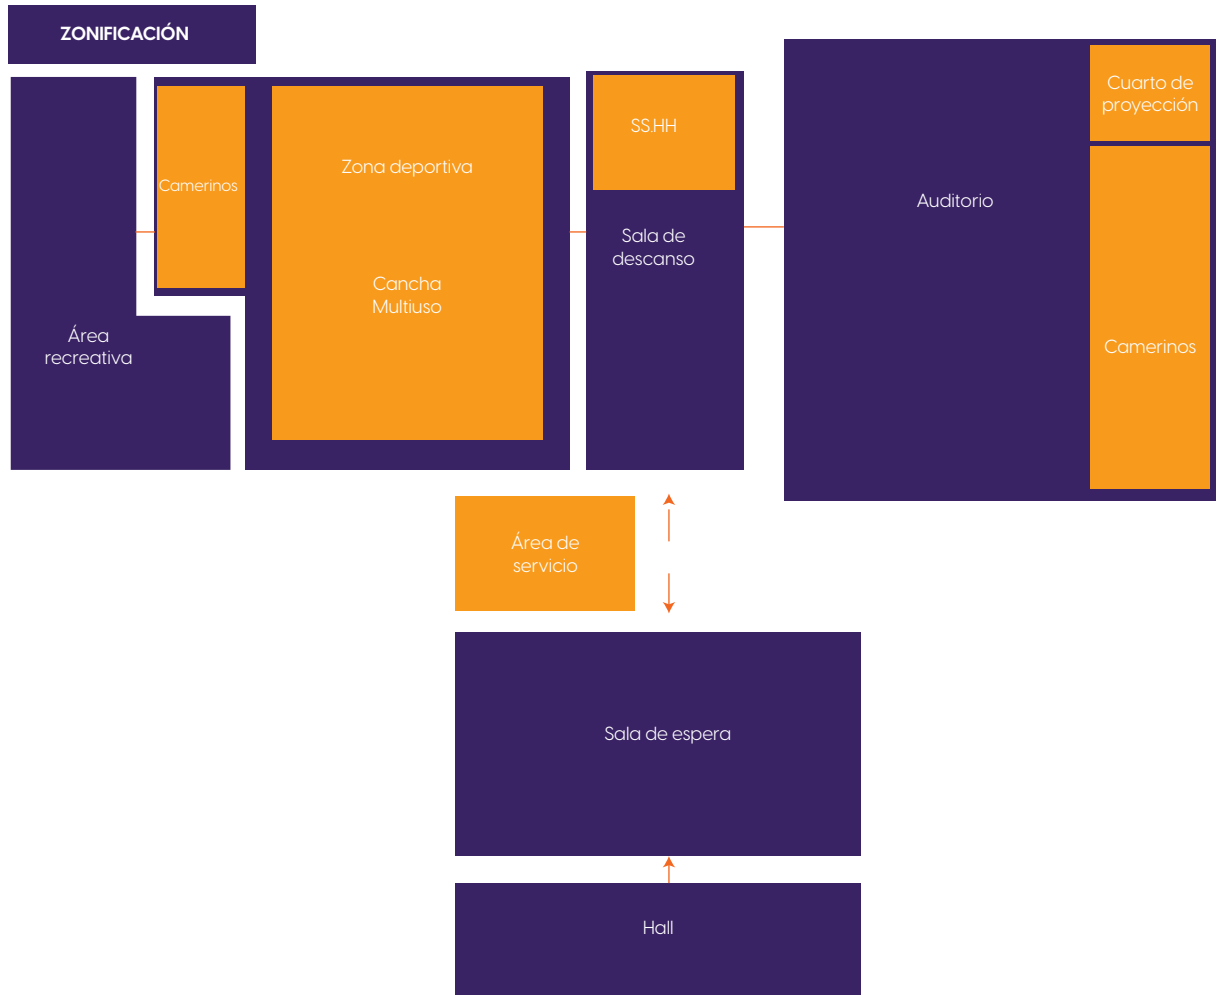 ZONIFICACIÓN
Área
recreativa
Camerinos
Zona deportiva
Cancha
Multiuso
SS.HH
Sala de
descanso
Auditorio
Cuarto de
proyección
Camerinos
Área de
servicio
Sala de espera
Hall